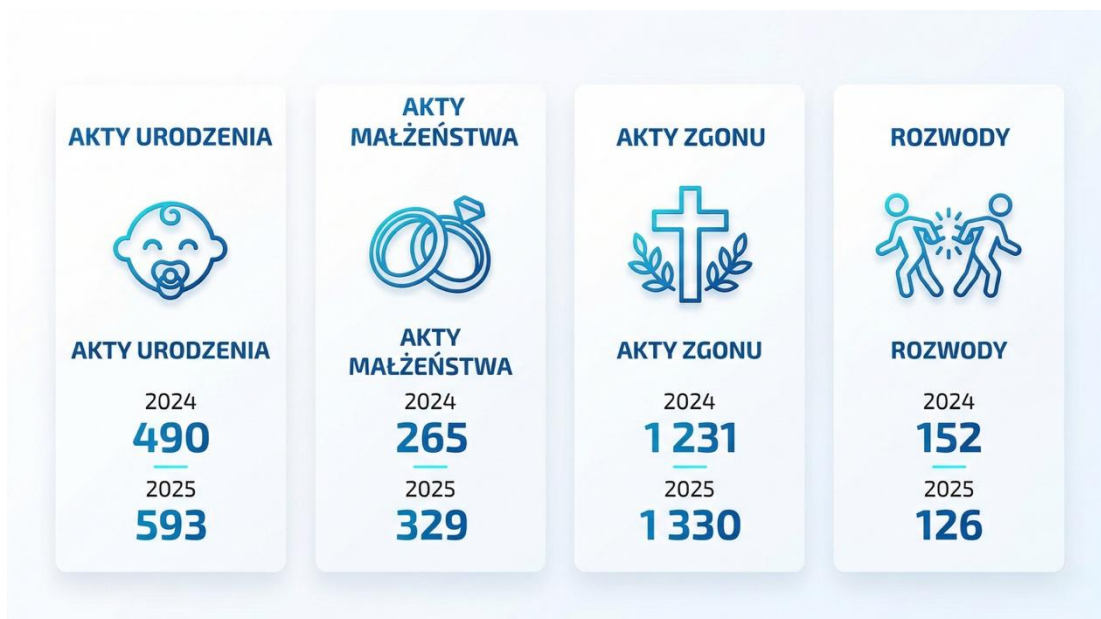 AKTY URODZENIA
AKTY URODZENIA
2024
490
2025
593
AKTY
MAŁŻEŃSTWA
AKTY
MAŁŻEŃSTWA
2024
265
2025
329
AKTY ZGONU
AKTY ZGONU
2024
1 231
2025
1 330
ROZWODY
ROZWODY
2024
152
2025
126